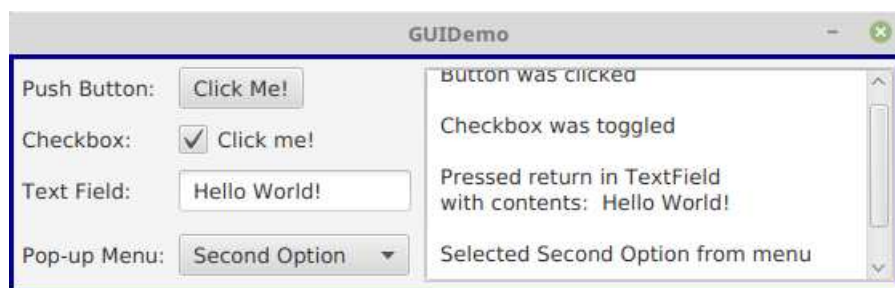 GUIDemo
Push Button: Click Me!
Checkbox: Click me!
Text Field: Hello World!
Pop-up Menu: Second Option
Button was clicked
Checkbox was toggled
Pressed return in TextField
with contents:  Hello World!
Selected Second Option from menu